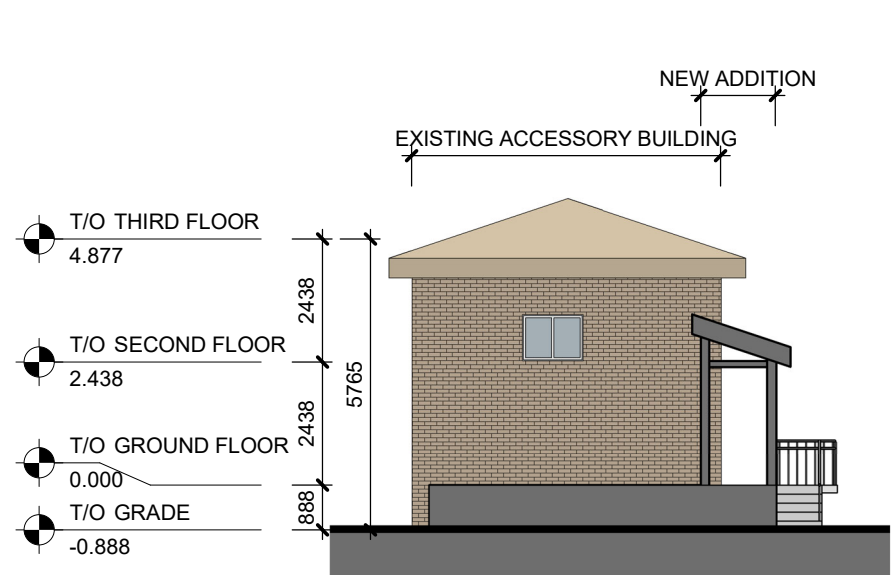 NEW ADDITION
EXISTING ACCESSORY BUILDING
T/O THIRD FLOOR
4.877
2438
T/O SECOND FLOOR
2.438
5765
2438
T/O GROUND FLOOR
0.000
888
T/O GRADE
-0.888